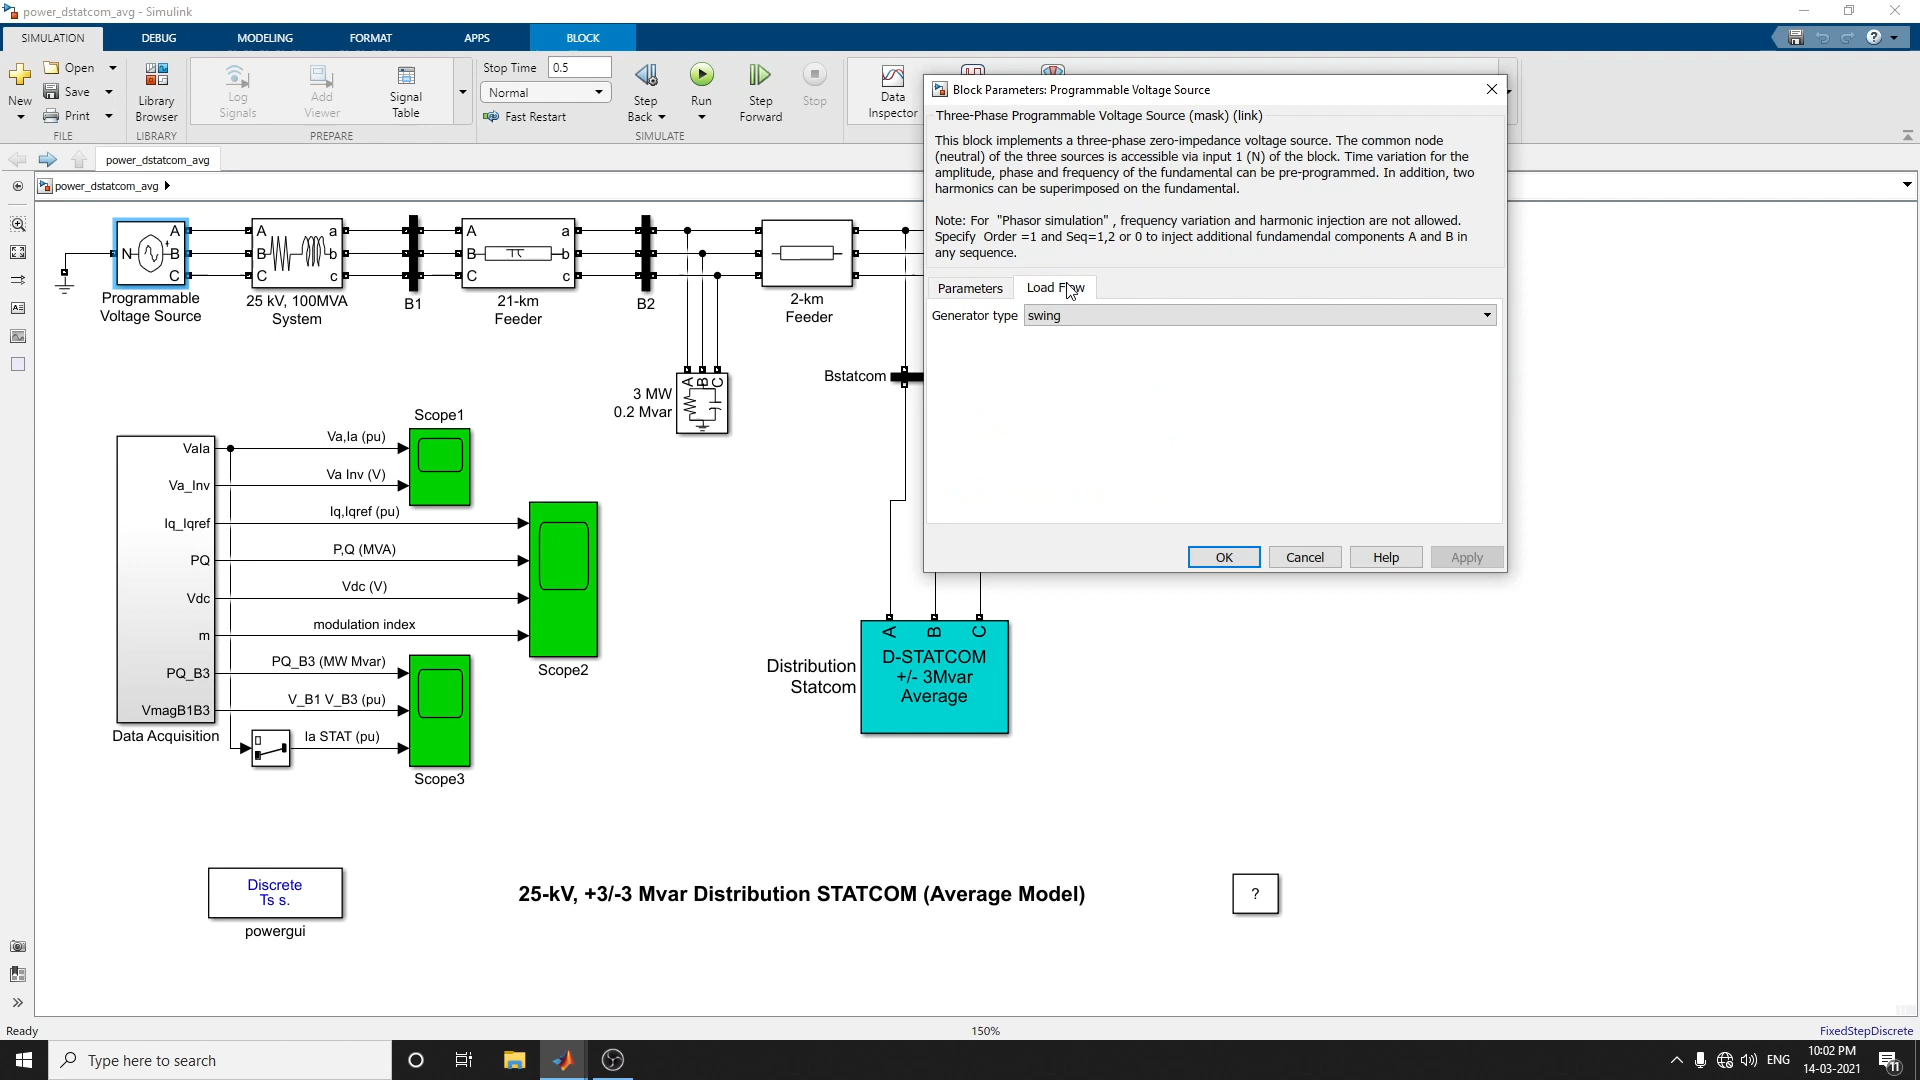 power_dstatcom_avg - Simulink
SIMULATION DEBUG MODELING FORMAT APPS BLOCK
New
Open
Save
Print
FILE
Library Browser
LIBRARY
Log Signals
Add Viewer
Signal Table
PREPARE
Stop Time 0.5
Normal
Fast Restart
Step Back
Run
Step Forward
Stop
SIMULATE
Data Inspector
power_dstatcom_avg
power_dstatcom_avg
Block Parameters: Programmable Voltage Source
Three-Phase Programmable Voltage Source (mask) (link)
This block implements a three-phase zero-impedance voltage source. The common node
(neutral) of the three sources is accessible via input 1 (N) of the block. Time variation for the
amplitude, phase and frequency of the fundamental can be pre-programmed. In addition, two
harmonics can be superimposed on the fundamental.
Note: For "Phasor simulation" , frequency variation and harmonic injection are not allowed.
Specify Order =1 and Seq=1,2 or 0 to inject additional fundamendal components A and B in
any sequence.
Parameters Load Flow
Generator type swing
OK Cancel Help Apply
N A B C
Programmable
Voltage Source
A B C a b c
25 kV, 100MVA
System
B1
A B C a b c
21-km
Feeder
B2
2-km
Feeder
A B C
3 MW
0.2 Mvar
Bstatcom
A B C
D-STATCOM
+/- 3Mvar
Average
Distribution
Statcom
VaIa
Va_Inv
Iq_Iqref
PQ
Vdc
m
PQ_B3
VmagB1B3
Data Acquisition
Va,Ia (pu)
Va Inv (V)
Iq,Iqref (pu)
P,Q (MVA)
Vdc (V)
modulation index
PQ_B3 (MW Mvar)
V_B1 V_B3 (pu)
Ia STAT (pu)
Scope1
Scope2
Scope3
Discrete
Ts s.
powergui
25-kV, +3/-3 Mvar Distribution STATCOM (Average Model)
?
Ready 150% FixedStepDiscrete
Type here to search
ENG
10:02 PM
14-03-2021
11